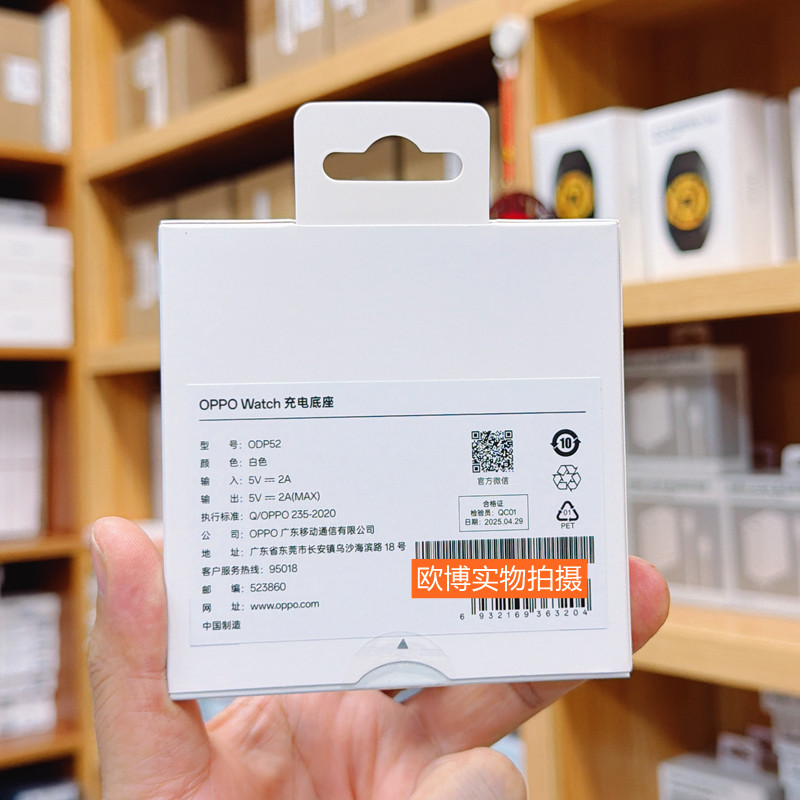 OPPO Watch 充电底座
型 号：ODP52
颜 色：白色
输 入：5V ⎓ 2A
输 出：5V ⎓ 2A(MAX)
执行标准：Q/OPPO 235-2020
公 司：OPPO 广东移动通信有限公司
地 址：广东省东莞市长安镇乌沙海滨路 18 号
客户服务热线：95018
邮 编：523860
网 址：www.oppo.com
中国制造
官方微信
合格证
检验员：QC01
日期：2025.04.29
10
01
PET
欧博实物拍摄
6 932169 363204